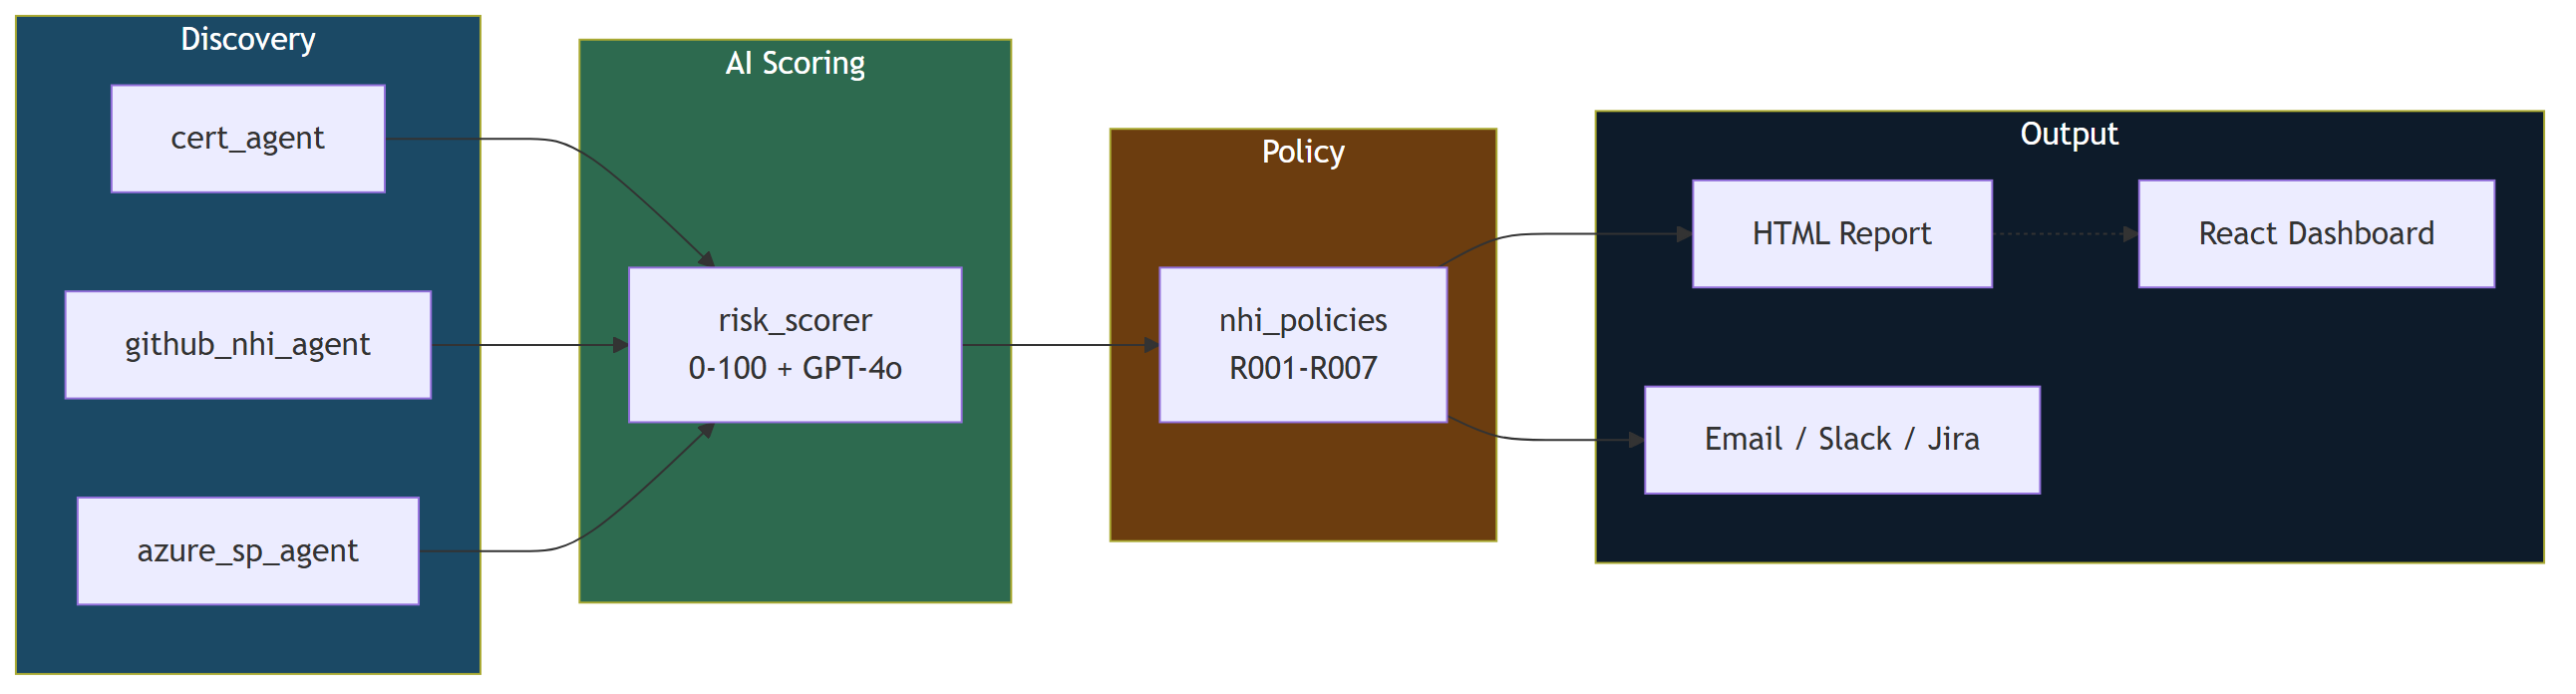 Discovery
cert_agent
github_nhi_agent
azure_sp_agent
AI Scoring
risk_scorer
0-100 + GPT-4o
Policy
nhi_policies
R001-R007
Output
HTML Report
React Dashboard
Email / Slack / Jira